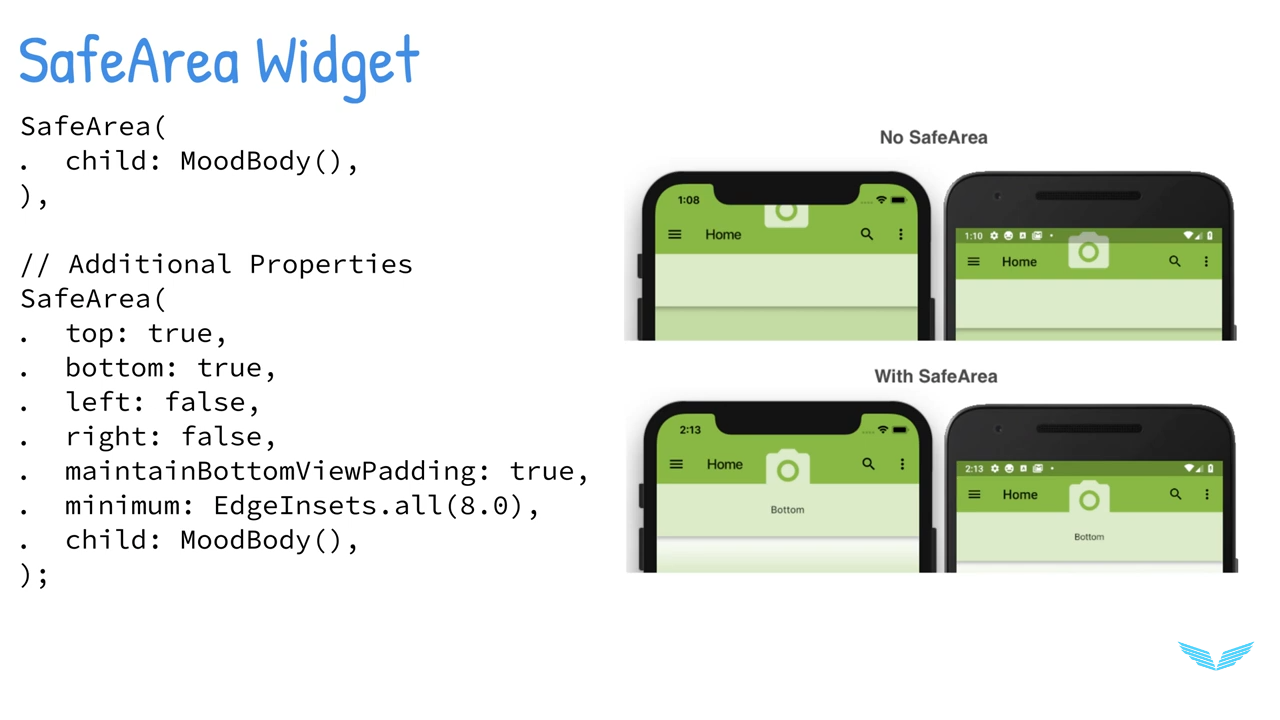 SafeArea Widget
SafeArea(
.  child: MoodBody(),
),
// Additional Properties
SafeArea(
.  top: true,
.  bottom: true,
.  left: false,
.  right: false,
.  maintainBottomViewPadding: true,
.  minimum: EdgeInsets.all(8.0),
.  child: MoodBody(),
);
No SafeArea
1:08
Home
1:10
Home
With SafeArea
2:13
Home
Bottom
2:13
Home
Bottom